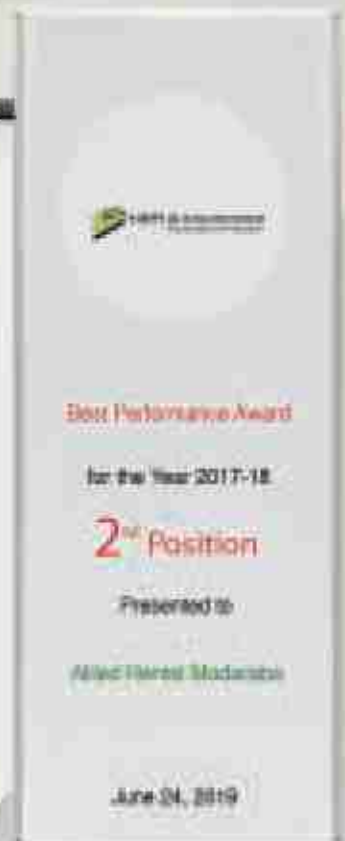 Best Performance Award
for the Year 2017-18
2nd Position
Presented to
Allied Rental Modaraba
June 24, 2019